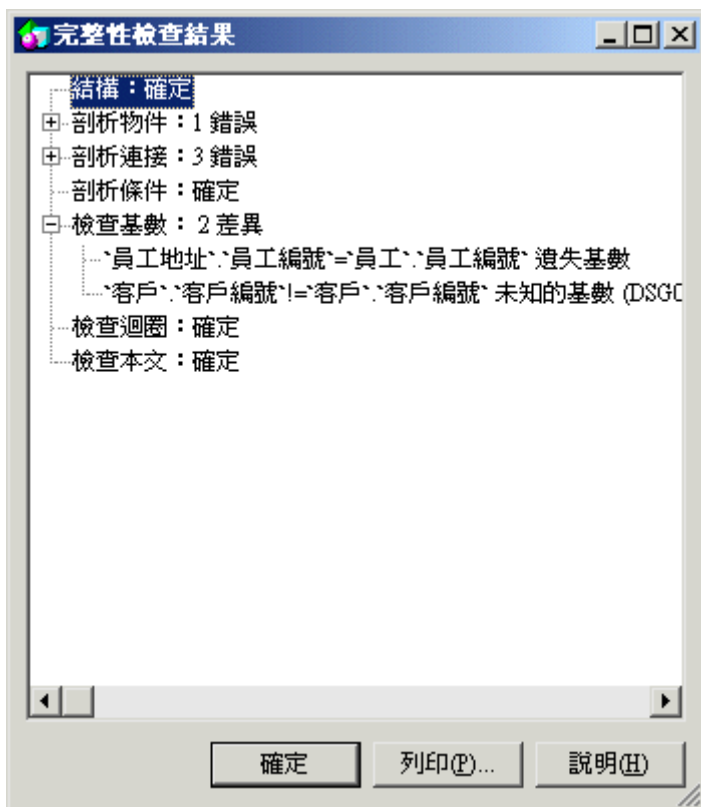 完整性檢查結果
結構：確定
剖析物件：1 錯誤
剖析連接：3 錯誤
剖析條件：確定
檢查基數： 2 差異
`員工地址`.`員工編號`=`員工`.`員工編號` 遺失基數
`客戶`.`客戶編號`!=`客戶`.`客戶編號` 未知的基數 (DSG
檢查迴圈：確定
檢查本文：確定
確定
列印(P)...
說明(H)